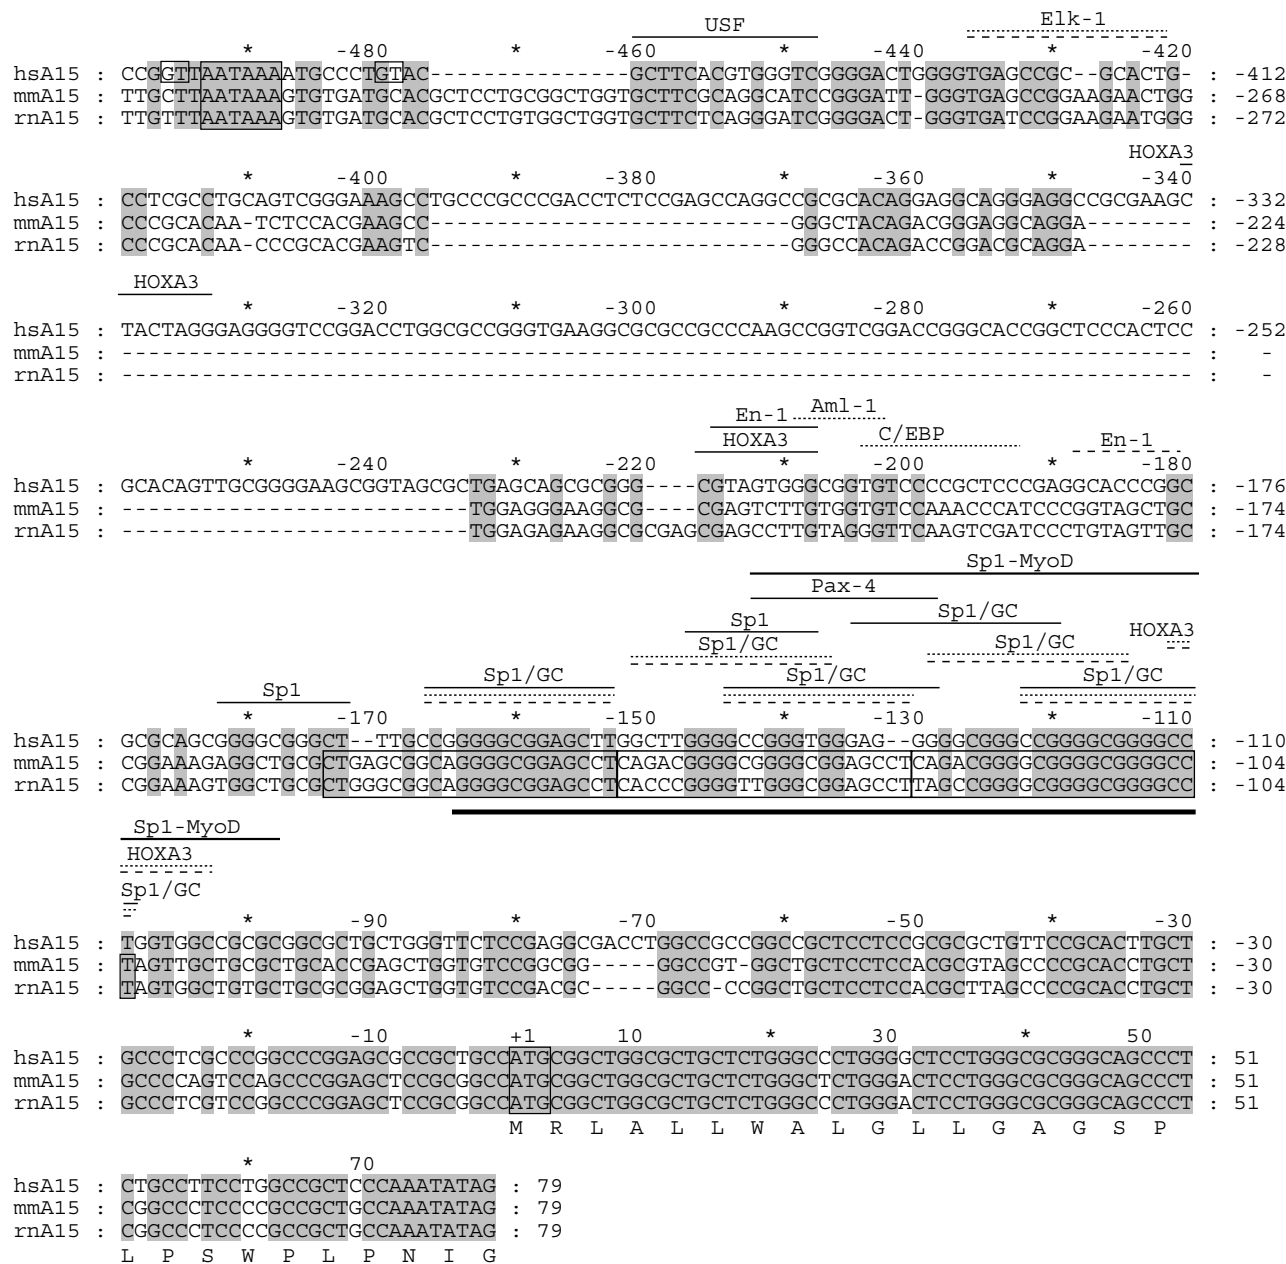 USF Elk-1
* -480 * -460 * -440 * -420
hsA15 : CCGGTTAATAAAATGCCCTGTAC---------------GCTTCACGTGGGTCGGGGACTGGGGTGAGCCGC--GCACTG- : -412
mmA15 : TTGCTTAATAAAGTGTGATGCACGCTCCTGCGGCTGGTGCTTCGCAGGCATCCGGGATT-GGGTGAGCCGGAAGAACTGG : -268
rnA15 : TTGTTTAATAAAGTGTGATGCACGCTCCTGTGGCTGGTGCTTCTCAGGGATCGGGGACT-GGGTGATCCGGAAGAATGGG : -272
HOXA3
* -400 * -380 * -360 * -340
hsA15 : CCTCGCCTGCAGTCGGGAAAGCCTGCCCGCCCGACCTCTCCGAGCCAGGCCGCGCACAGGAGGCAGGGAGGCCGCGAAGC : -332
mmA15 : CCCGCACAA-TCTCCACGAAGCC---------------------------GGGCTACAGACGGGAGGCAGGA-------- : -224
rnA15 : CCCGCACAA-CCCGCACGAAGTC---------------------------GGGCCACAGACCGGAGGCAGGA-------- : -228
HOXA3
* -320 * -300 * -280 * -260
hsA15 : TACTAGGGAGGGGTCCGGACCTGGCGCCGGGTGAAGGCGCGCCGCCCAAGCCGGTCGGACCGGGCACCGGCTCCCACTCC : -252
mmA15 : -------------------------------------------------------------------------------- : -
rnA15 : -------------------------------------------------------------------------------- : -
En-1 Aml-1
HOXA3 C/EBP En-1
* -240 * -220 * -200 * -180
hsA15 : GCACAGTTGCGGGGAAGCGGTAGCGCTGAGCAGCGCGGG----CGTAGTGGGCGGTGTCCCCGCTCCCGAGGCACCCGGC : -176
mmA15 : --------------------------TGGAGGGAAGGCG----CGAGTCTTGTGGTGTCCAAACCCATCCCGGTAGCTGC : -174
rnA15 : --------------------------TGGAGAGAAGGCGCGAGCGAGCCTTGTAGGGTTCAAGTCGATCCCTGTAGTTGC : -174
Sp1-MyoD
Pax-4
Sp1 Sp1/GC HOXA3
Sp1/GC Sp1/GC
Sp1 Sp1/GC Sp1/GC Sp1/GC
* -170 * -150 * -130 * -110
hsA15 : GCGCAGCGGGGCGGGCT--TTGCCGGGGGCGGAGCTTGGCTTGGGGCCGGGTGGGAG--GGGGCGGGCCGGGGCGGGGCC : -110
mmA15 : CGGAAAGAGGCTGCGCTGAGCGGCAGGGGCGGAGCCTCAGACGGGGCGGGGCGGAGCCTCAGACGGGGCGGGGCGGGGCC : -104
rnA15 : CGGAAAGTGGCTGCGCTGGGCGGCAGGGGCGGAGCCTCACCCGGGGTTGGGCGGAGCCTTAGCCGGGGCGGGGCGGGGCC : -104
Sp1-MyoD
HOXA3
Sp1/GC
* -90 * -70 * -50 * -30
hsA15 : TGGTGGCCGCGCGGCGCTGCTGGGTTCTCCGAGGCGACCTGGCCGCCGGCCGCTCCTCCGCGCGCTGTTCCGCACTTGCT : -30
mmA15 : TAGTTGCTGCGCTGCACCGAGCTGGTGTCCGGCGG-----GGCCGT-GGCTGCTCCTCCACGCGTAGCCCCGCACCTGCT : -30
rnA15 : TAGTGGCTGTGCTGCGCGGAGCTGGTGTCCGACGC-----GGCC-CCGGCTGCTCCTCCACGCTTAGCCCCGCACCTGCT : -30
* -10 +1 10 * 30 * 50
hsA15 : GCCCTCGCCCGGCCCGGAGCGCCGCTGCCATGCGGCTGGCGCTGCTCTGGGCCCTGGGGCTCCTGGGCGCGGGCAGCCCT : 51
mmA15 : GCCCCAGTCCAGCCCGGAGCTCCGCGGCCATGCGGCTGGCGCTGCTCTGGGCTCTGGGACTCCTGGGCGCGGGCAGCCCT : 51
rnA15 : GCCCTCGTCCGGCCCGGAGCTCCGCGGCCATGCGGCTGGCGCTGCTCTGGGCCCTGGGACTCCTGGGCGCGGGCAGCCCT : 51
M R L A L L W A L G L L G A G S P
* 70
hsA15 : CTGCCTTCCTGGCCGCTCCCAAATATAG : 79
mmA15 : CGGCCCTCCCCGCCGCTGCCAAATATAG : 79
rnA15 : CGGCCCTCCCCGCCGCTGCCAAATATAG : 79
L P S W P L P N I G